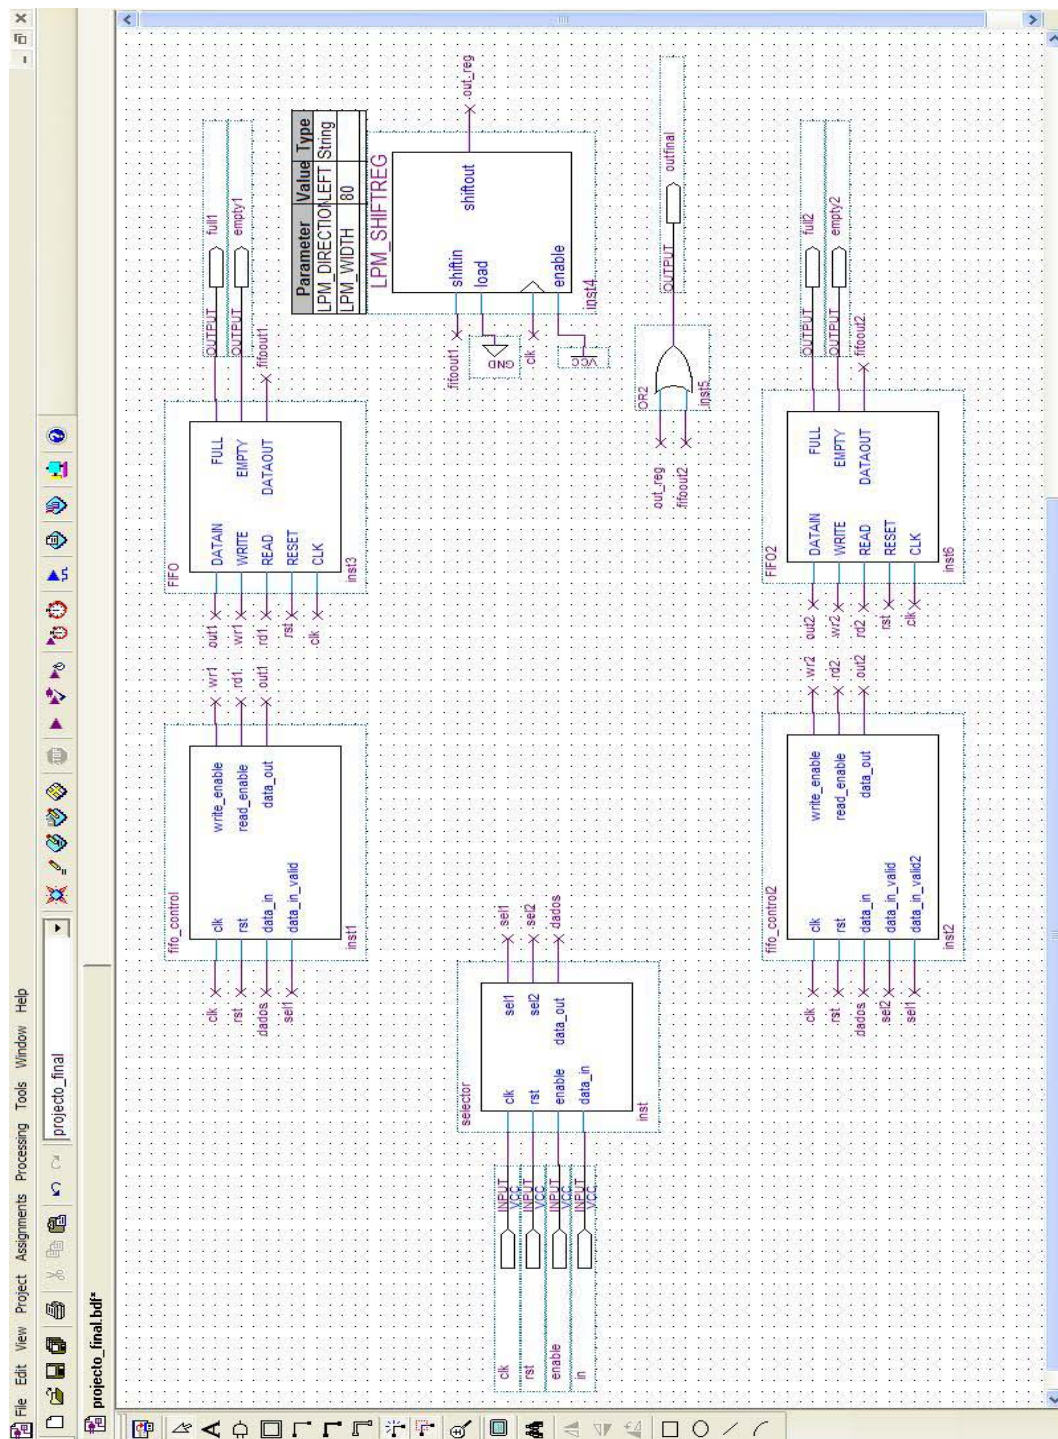 File Edit View Project Assignments Processing Tools Window Help
projecto_final
STOP
projecto_final.bdf*
clk
INPUT
VCC
rst
INPUT
VCC
enable
INPUT
VCC
in
INPUT
VCC
selector
clk
rst
enable
data_in
sel1
sel2
data_out
inst
sel1
sel2
dados
fifo_control
clk
rst
dados
sel1
clk
rst
data_in
data_in_valid
write_enable
read_enable
data_out
inst1
wr1
rd1
out1
FIFO
out1
wr1
rd1
rst
clk
DATAIN
WRITE
READ
RESET
CLK
FULL
EMPTY
DATAOUT
inst3
OUTPUT
full1
OUTPUT
empty1
fifoout1
Parameter Value Type
LPM_DIRECTION LEFT String
LPM_WIDTH 80
LPM_SHIFTREG
fifoout1
GND
clk
VCC
shiftin
load
enable
shiftout
inst4
out_reg
OR2
out_reg
fifoout2
inst5
OUTPUT
outfinal
fifo_control2
clk
rst
dados
sel2
sel1
clk
rst
data_in
data_in_valid
data_in_valid2
write_enable
read_enable
data_out
inst2
wr2
rd2
out2
FIFO2
out2
wr2
rd2
rst
clk
DATAIN
WRITE
READ
RESET
CLK
FULL
EMPTY
DATAOUT
inst6
OUTPUT
full2
OUTPUT
empty2
fifoout2